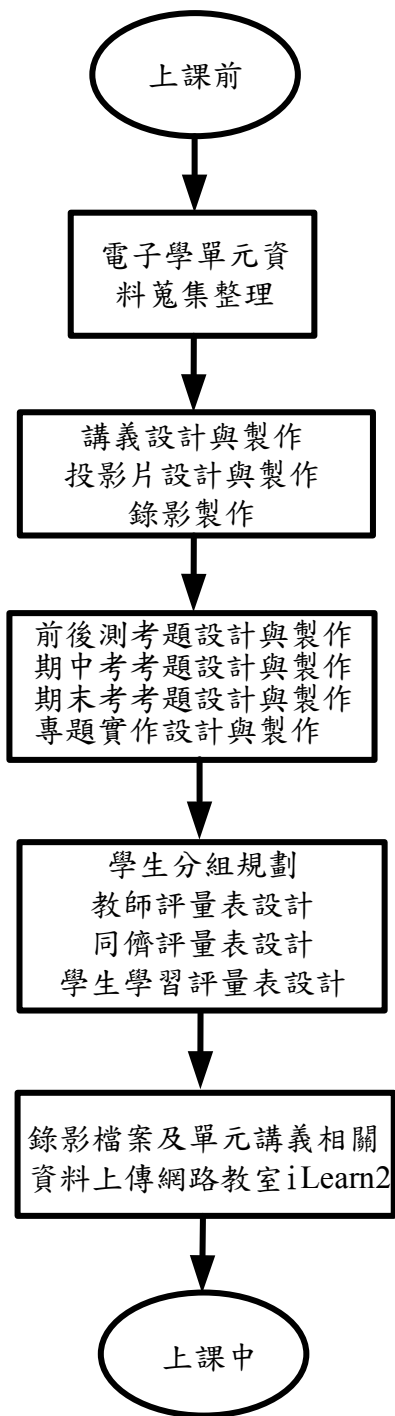 上課前
電子學單元資
料蒐集整理
講義設計與製作
投影片設計與製作
錄影製作
前後測考題設計與製作
期中考考題設計與製作
期末考考題設計與製作
專題實作設計與製作
學生分組規劃
教師評量表設計
同儕評量表設計
學生學習評量表設計
錄影檔案及單元講義相關
資料上傳網路教室iLearn2
上課中